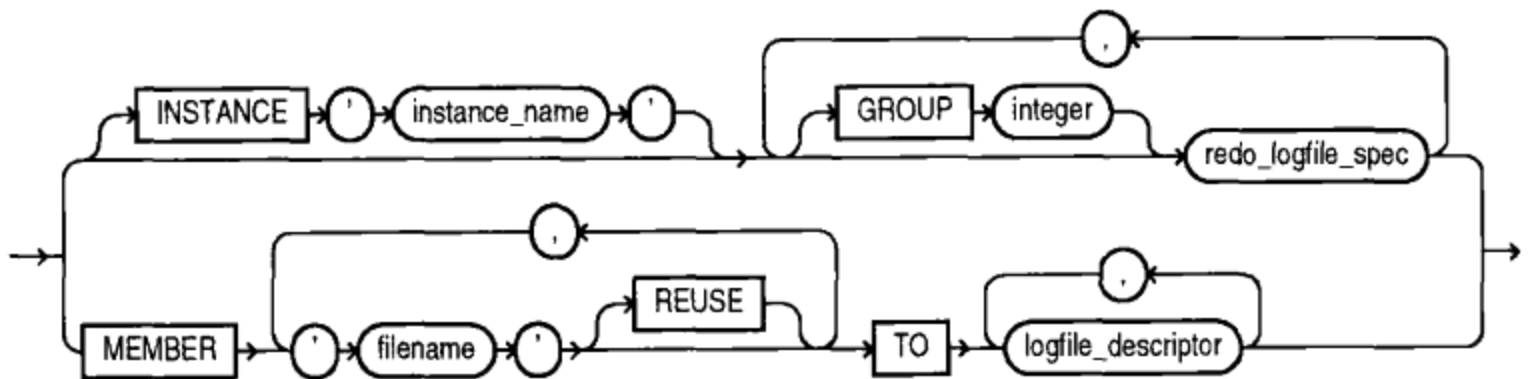 ,
INSTANCE ' instance_name ' GROUP integer
redo_logfile_spec
,
,
REUSE
MEMBER ' filename ' TO logfile_descriptor